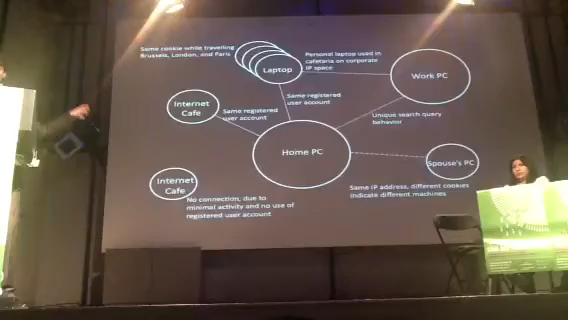 Same cookie while travelling
Brussels, London, and Paris
Laptop
Personal laptop used in
cafetaria on corporate
IP space
Work PC
Internet
Cafe
Same registered
user account
Same registered
user account
Unique search query
behavior
Home PC
Spouse's PC
Internet
Cafe
Same IP address, different cookies
indicate different machines
No connection, due to
minimal activity and no use of
registered user account